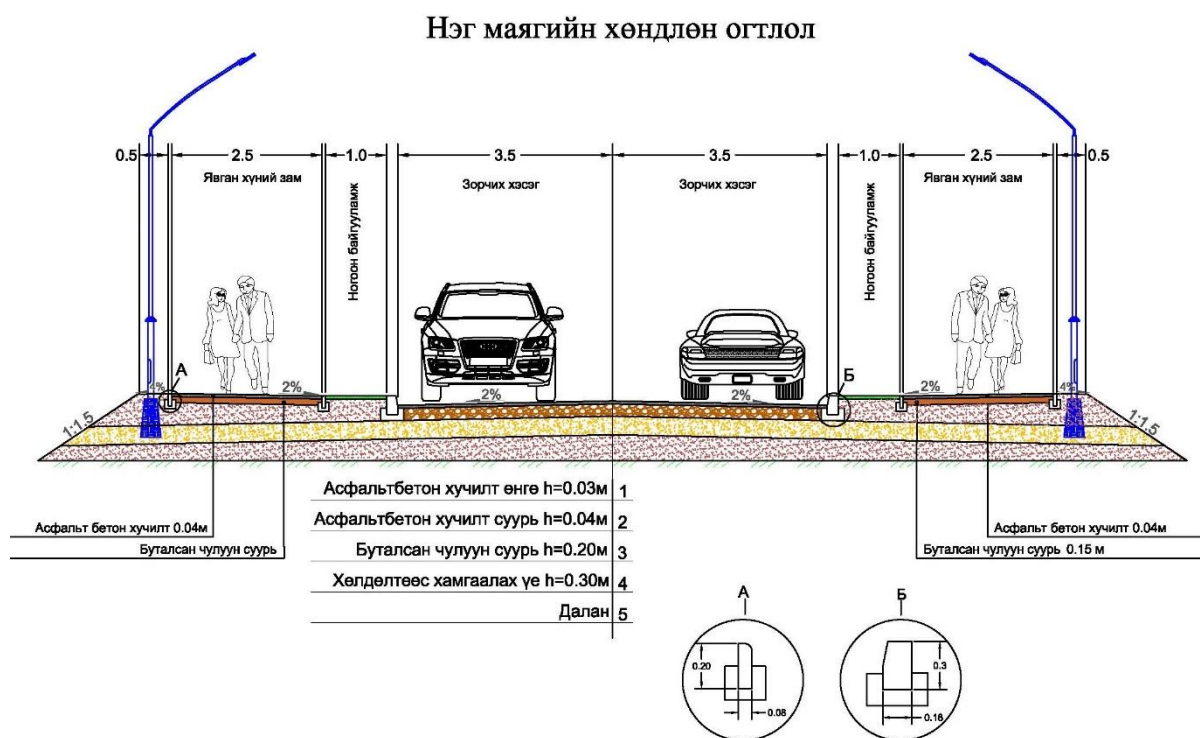 Нэг маягийн хөндлөн огтлол
0.5 2.5 1.0 3.5 3.5 1.0 2.5 0.5
Явган хүний зам
Ногоон байгууламж
Зорчих хэсэг
Зорчих хэсэг
Ногоон байгууламж
Явган хүний зам
А
Б
4% 2% 2% 2% 2% 4%
1:1.5
1:1.5
Асфальтбетон хучилт өнгө h=0.03м 1
Асфальтбетон хучилт суурь h=0.04м 2
Буталсан чулуун суурь h=0.20м 3
Хөлдөлтөөс хамгаалах үе h=0.30м 4
Далан 5
Асфальт бетон хучилт 0.04м
Буталсан чулуун суурь
Асфальт бетон хучилт 0.04м
Буталсан чулуун суурь 0.15 м
А
0.20
0.08
Б
0.3
0.16